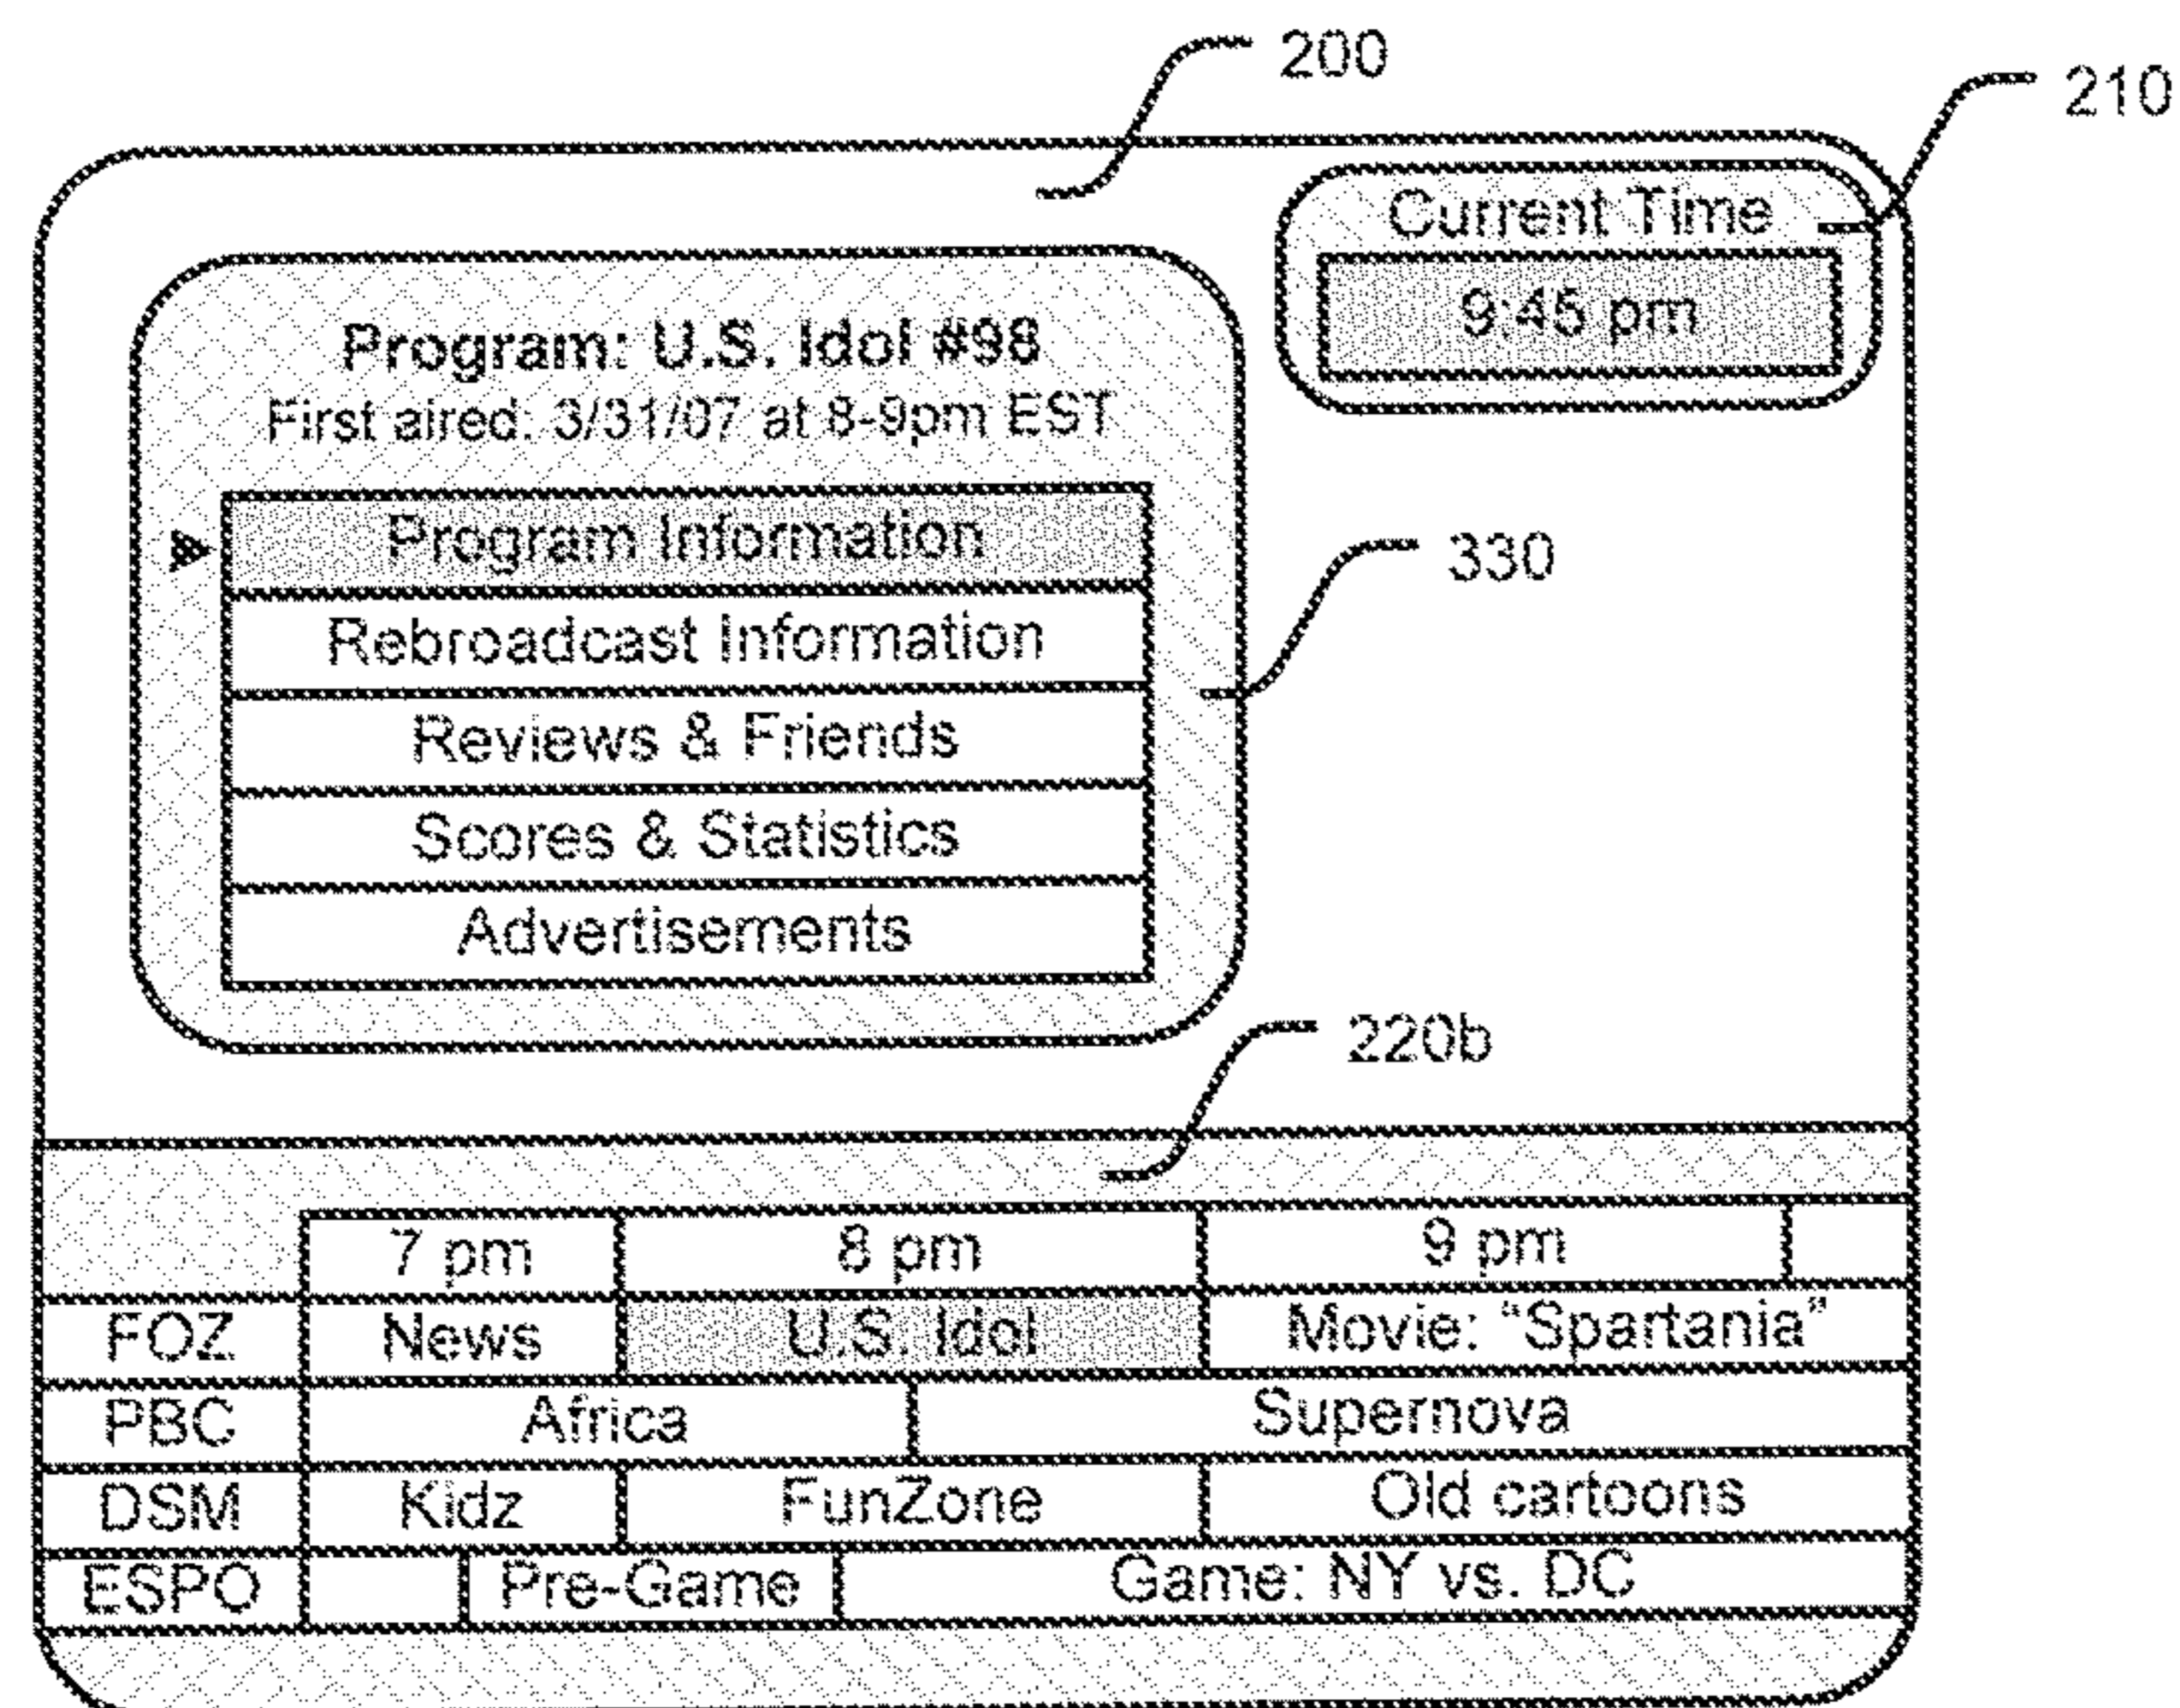 200
210
Current Time
9:45 pm
Program: U.S. Idol #98
First aired: 3/31/07 at 8-9pm EST
Program Information
330
Rebroadcast Information
Reviews & Friends
Scores & Statistics
Advertisements
220b
7 pm 8 pm 9 pm
FOZ News U.S. Idol Movie: “Spartania”
PBC Africa Supernova
DSM Kidz FunZone Old cartoons
ESPO Pre-Game Game: NY vs. DC